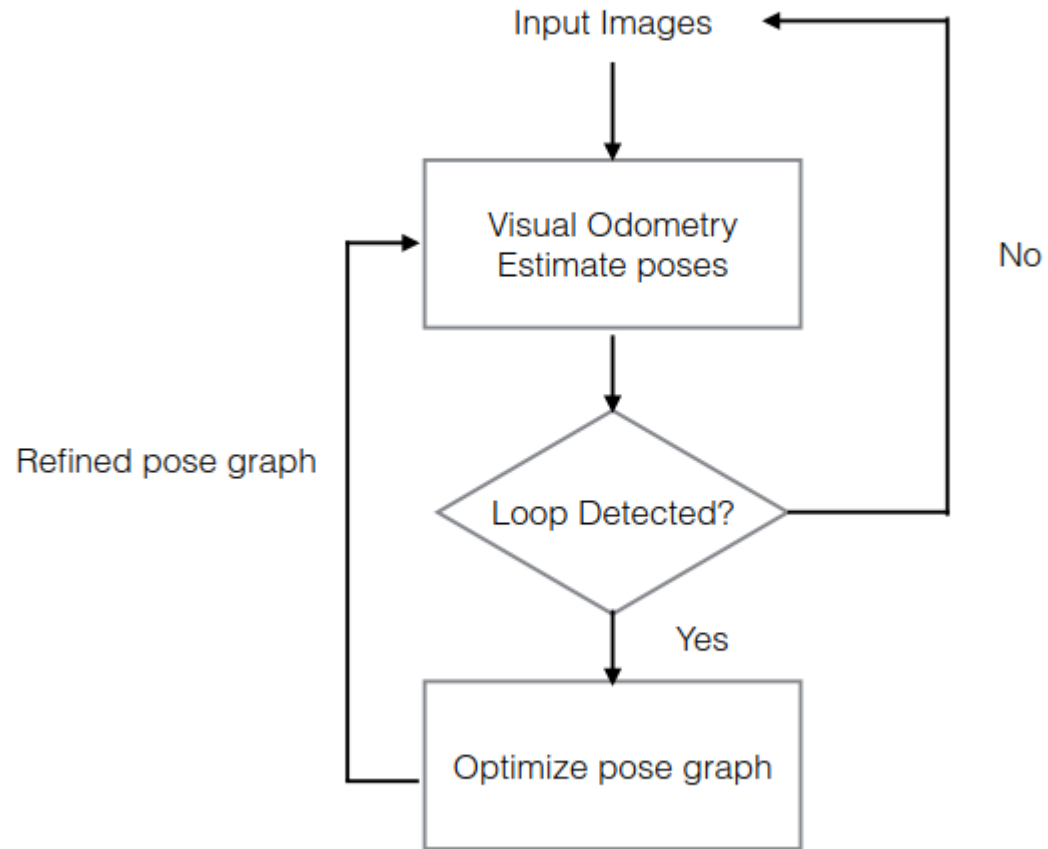 Input Images
Visual Odometry
Estimate poses
No
Refined pose graph
Loop Detected?
Yes
Optimize pose graph